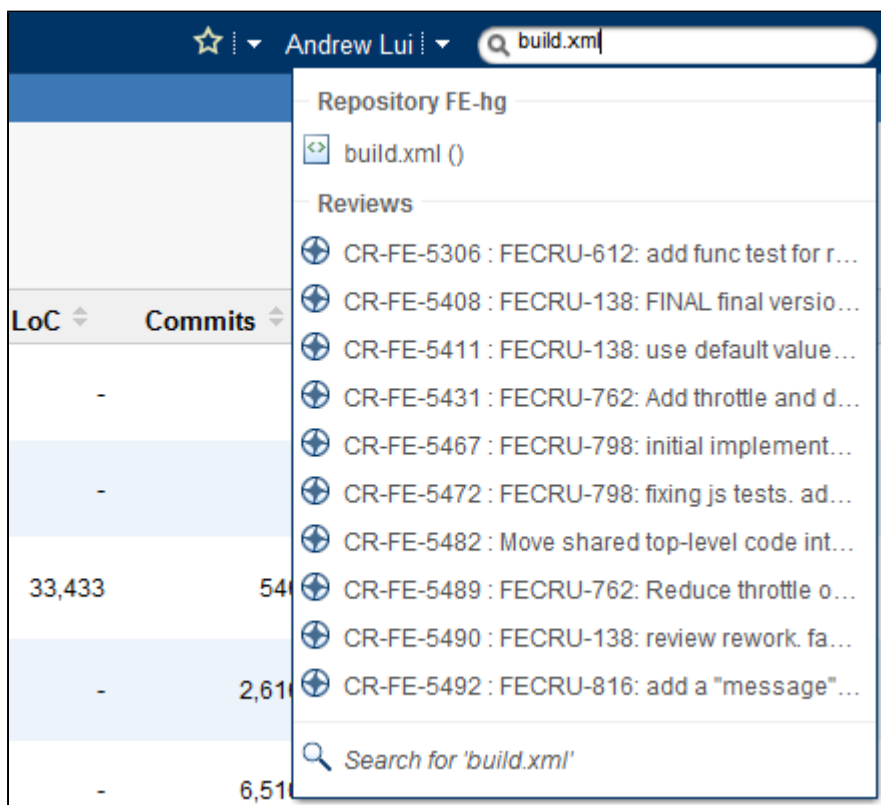 Andrew Lui
build.xml
Repository FE-hg
build.xml ()
Reviews
CR-FE-5306 : FECRU-612: add func test for r...
CR-FE-5408 : FECRU-138: FINAL final versio...
LoC Commits
CR-FE-5411 : FECRU-138: use default value...
-
CR-FE-5431 : FECRU-762: Add throttle and d...
CR-FE-5467 : FECRU-798: initial implement...
-
CR-FE-5472 : FECRU-798: fixing js tests. ad...
CR-FE-5482 : Move shared top-level code int...
33,433
CR-FE-5489 : FECRU-762: Reduce throttle o...
CR-FE-5490 : FECRU-138: review rework. fa...
-
CR-FE-5492 : FECRU-816: add a "message"...
Search for 'build.xml'
-